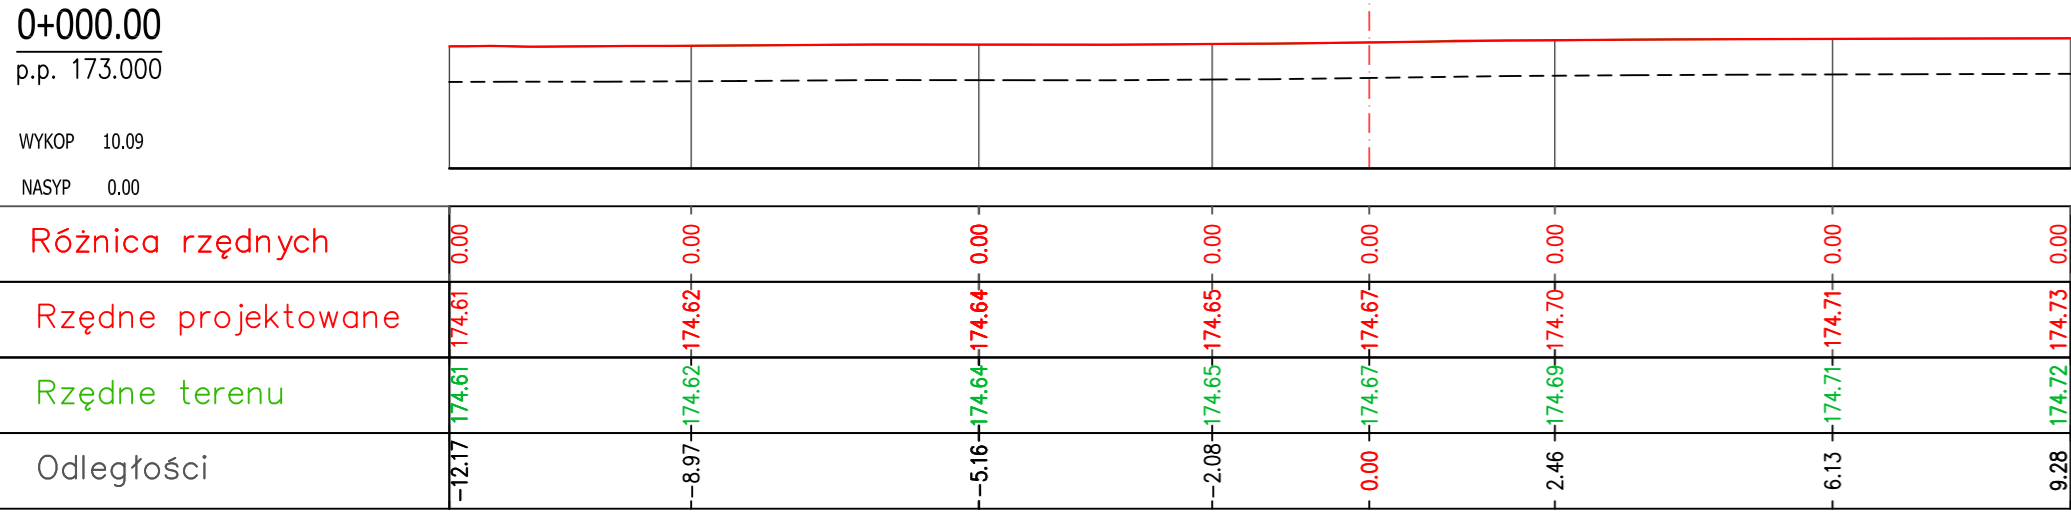 0+000.00
p.p. 173.000
WYKOP 10.09
NASYP 0.00
Różnica rzędnych 0.00 0.00 0.00 0.00 0.00 0.00 0.00 0.00
Rzędne projektowane 174.61 174.62 174.64 174.65 174.67 174.70 174.71 174.73
Rzędne terenu 174.61 174.62 174.64 174.65 174.67 174.69 174.71 174.72
Odległości -12.17 -8.97 -5.16 -2.08 0.00 2.46 6.13 9.28